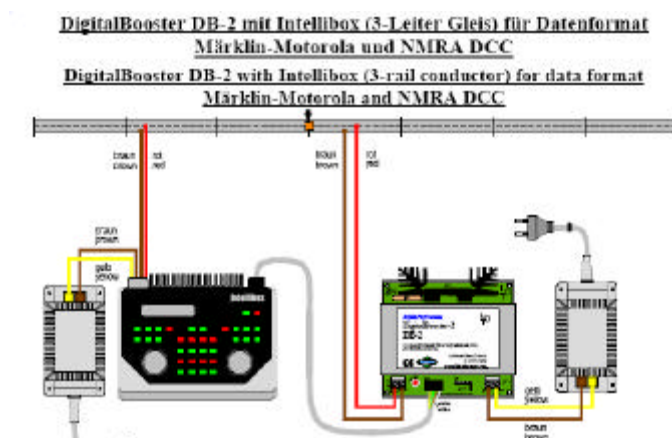 DigitalBooster DB-2 mit Intellibox (3-Leiter Gleis) für Datenformat
Märklin-Motorola und NMRA DCC
DigitalBooster DB-2 with Intellibox (3-rail conductor) for data format
Märklin-Motorola and NMRA DCC
braun rot
brown red
braun rot
brown red
braun
brown
gelb
yellow
Intellibox
DigitalBooster-2
DB-2
gelb
yellow
braun
brown